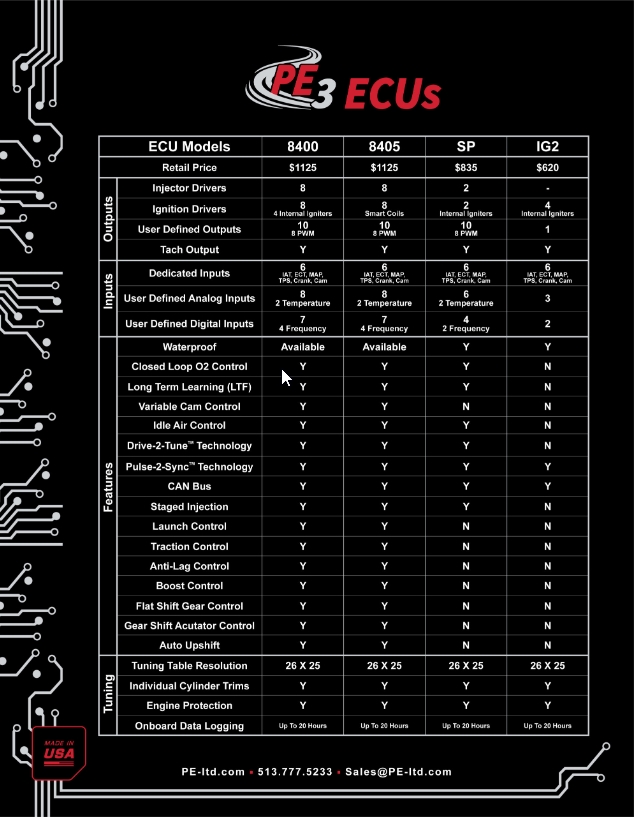 PE3 ECUs
ECU Models 8400 8405 SP IG2
Retail Price $1125 $1125 $835 $620
Outputs
Injector Drivers 8 8 2 -
Ignition Drivers 8 8 2 4
4 Internal Igniters Smart Coils Internal Igniters Internal Igniters
User Defined Outputs 10 10 10 1
8 PWM 8 PWM 8 PWM
Tach Output Y Y Y Y
Inputs
Dedicated Inputs 6 6 6 6
IAT, ECT, MAP, IAT, ECT, MAP, IAT, ECT, MAP, IAT, ECT, MAP,
TPS, Crank, Cam TPS, Crank, Cam TPS, Crank, Cam TPS, Crank, Cam
User Defined Analog Inputs 8 8 6 3
2 Temperature 2 Temperature 2 Temperature
User Defined Digital Inputs 7 7 4 2
4 Frequency 4 Frequency 2 Frequency
Features
Waterproof Available Available Y Y
Closed Loop O2 Control Y Y Y N
Long Term Learning (LTF) Y Y Y N
Variable Cam Control Y Y N N
Idle Air Control Y Y Y N
Drive-2-Tune™ Technology Y Y Y N
Pulse-2-Sync™ Technology Y Y Y Y
CAN Bus Y Y Y Y
Staged Injection Y Y Y N
Launch Control Y Y N N
Traction Control Y Y N N
Anti-Lag Control Y Y N N
Boost Control Y Y N N
Flat Shift Gear Control Y Y N N
Gear Shift Acutator Control Y Y N N
Auto Upshift Y Y N N
Tuning
Tuning Table Resolution 26 X 25 26 X 25 26 X 25 26 X 25
Individual Cylinder Trims Y Y Y Y
Engine Protection Y Y Y Y
Onboard Data Logging Up To 20 Hours Up To 20 Hours Up To 20 Hours Up To 20 Hours
MADE IN
USA
PE-ltd.com • 513.777.5233 • Sales@PE-ltd.com